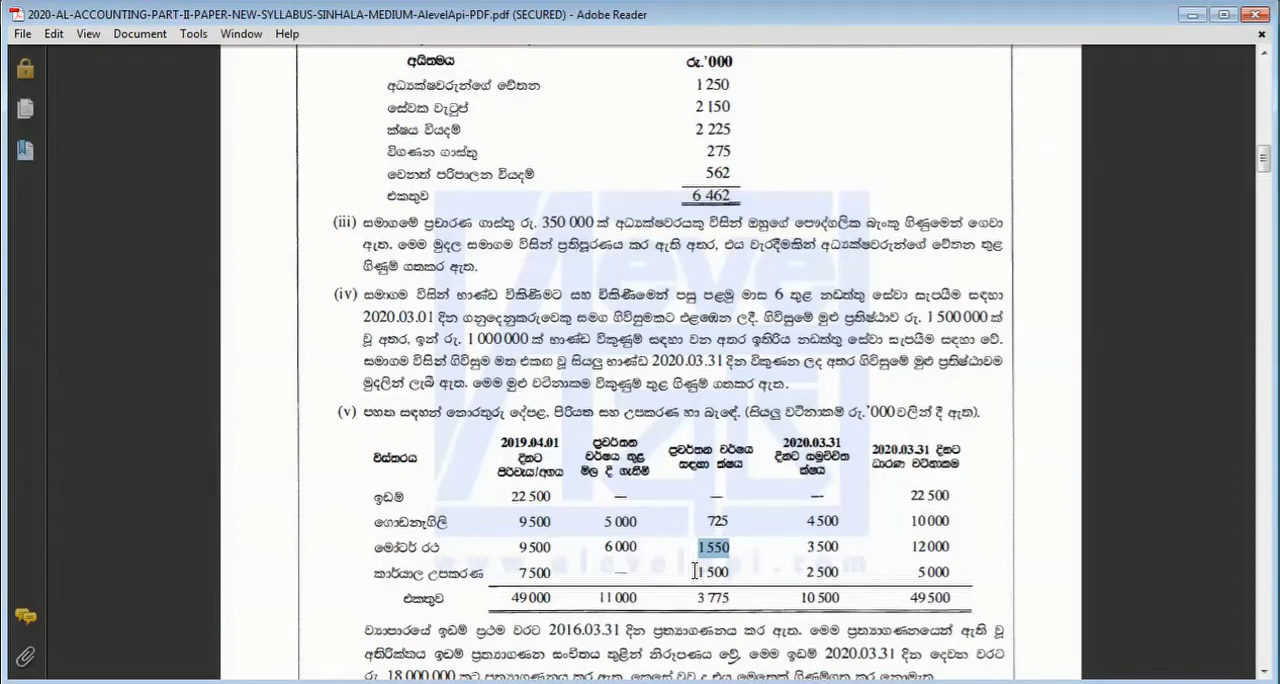 2020-AL-ACCOUNTING-PART-II-PAPER-NEW-SYLLABUS-SINHALA-MEDIUM-AlevelApi-PDF.pdf (SECURED) - Adobe Reader
File Edit View Document Tools Window Help
අයිතමය රු.'000
අධ්‍යක්ෂවරුන්ගේ වේතන 1 250
සේවක වැටුප් 2 150
ක්ෂය වියදම් 2 225
විගණන ගාස්තු 275
වෙනත් පරිපාලන වියදම් 562
එකතුව 6 462
(iii) සමාගමේ ප්‍රචාරණ ගාස්තු රු. 350 000 ක් අධ්‍යක්ෂවරයකු විසින් ඔහුගේ පෞද්ගලික බැංකු ගිණුමෙන් ගෙවා
ඇත. මෙම මුදල සමාගම විසින් ප්‍රතිපූරණය කර ඇති අතර, එය වැරදීමකින් අධ්‍යක්ෂවරුන්ගේ වේතන තුළ
ගිණුම් ගතකර ඇත.
(iv) සමාගම විසින් භාණ්ඩ විකිණීමට සහ විකිණීමෙන් පසු පළමු මාස 6 තුළ නඩත්තු සේවා සැපයීම සඳහා
2020.03.01 දින ගනුදෙනුකරුවෙකු සමග ගිවිසුමකට එළඹෙන ලදී. ගිවිසුමේ මුළු ප්‍රතිෂ්ඨාව රු. 1 500 000 ක්
වූ අතර, ඉන් රු. 1 000 000 ක් භාණ්ඩ විකුණුම් සඳහා වන අතර ඉතිරිය නඩත්තු සේවා සැපයීම සඳහා වේ.
සමාගම විසින් ගිවිසුම මත එකඟ වූ සියලු භාණ්ඩ 2020.03.31 දින විකුණන ලද අතර ගිවිසුමේ මුළු ප්‍රතිෂ්ඨාවම
මුදලින් ලැබී ඇත. මෙම මුළු වටිනාකම විකුණුම් තුළ ගිණුම් ගතකර ඇත.
(v) පහත සඳහන් තොරතුරු දේපළ, පිරියත සහ උපකරණ හා බැඳේ. (සියලු වටිනාකම් රු.'000 වලින් දී ඇත).
විස්තරය 2019.04.01 දිනට පිරිවැය/අගය ප්‍රවර්තන වර්ෂය තුළ මිල දී ගැනීම් ප්‍රවර්තන වර්ෂය සඳහා ක්ෂය 2020.03.31 දිනට සමුච්චිත ක්ෂය 2020.03.31 දිනට ධාරණ වටිනාකම
ඉඩම් 22 500 — — — 22 500
ගොඩනැගිලි 9 500 5 000 725 4 500 10 000
මෝටර් රථ 9 500 6 000 1 550 3 500 12 000
කාර්යාල උපකරණ 7 500 — 1 500 2 500 5 000
එකතුව 49 000 11 000 3 775 10 500 49 500
ව්‍යාපාරයේ ඉඩම් ප්‍රථම වරට 2016.03.31 දින ප්‍රත්‍යාගණනය කර ඇත. මෙම ප්‍රත්‍යාගණනයෙන් ඇති වූ
අතිරික්තය ඉඩම් ප්‍රත්‍යාගණන සංචිතය තුළින් නිරූපණය වේ. මෙම ඉඩම් 2020.03.31 දින දෙවන වරට
රු. 18 000 000 කට ප්‍රත්‍යාගණනය කර ඇත.